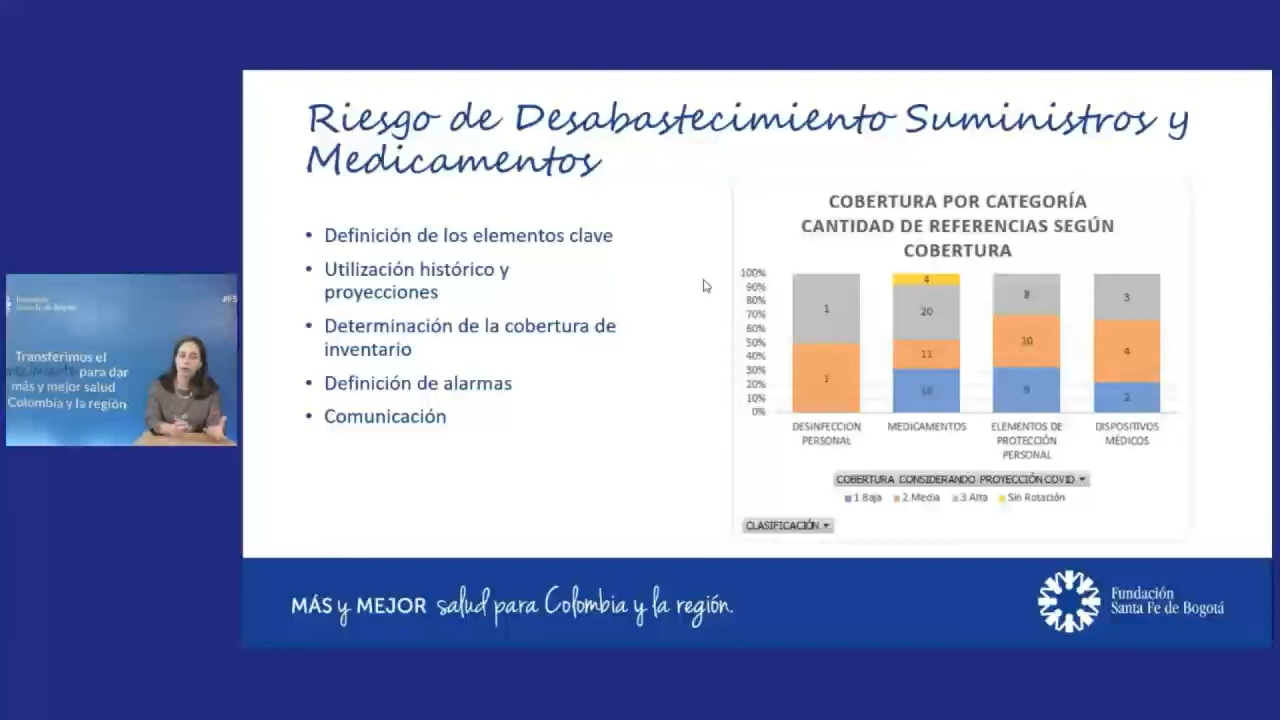 Riesgo de Desabastecimiento Suministros y
Medicamentos
• Definición de los elementos clave
• Utilización histórico y
proyecciones
• Determinación de la cobertura de
inventario
• Definición de alarmas
• Comunicación
COBERTURA POR CATEGORÍA
CANTIDAD DE REFERENCIAS SEGÚN
COBERTURA
100%
90%
80%
70%
60%
50%
40%
30%
20%
10%
0%
1
1
4
20
11
8
10
9
3
4
2
DESINFECCIÓN
PERSONAL
MEDICAMENTOS
ELEMENTOS DE
PROTECCIÓN
PERSONAL
DISPOSITIVOS
MÉDICOS
COBERTURA CONSIDERANDO PROYECCIÓN COVID
1 Baja 2 Media 3 Alta Sin Rotación
CLASIFICACIÓN
Santa Fe de Bogotá
Transferimos el
para dar
más y mejor salud
Colombia y la región
MÁS y MEJOR salud para Colombia y la región.
Fundación
Santa Fe de Bogotá